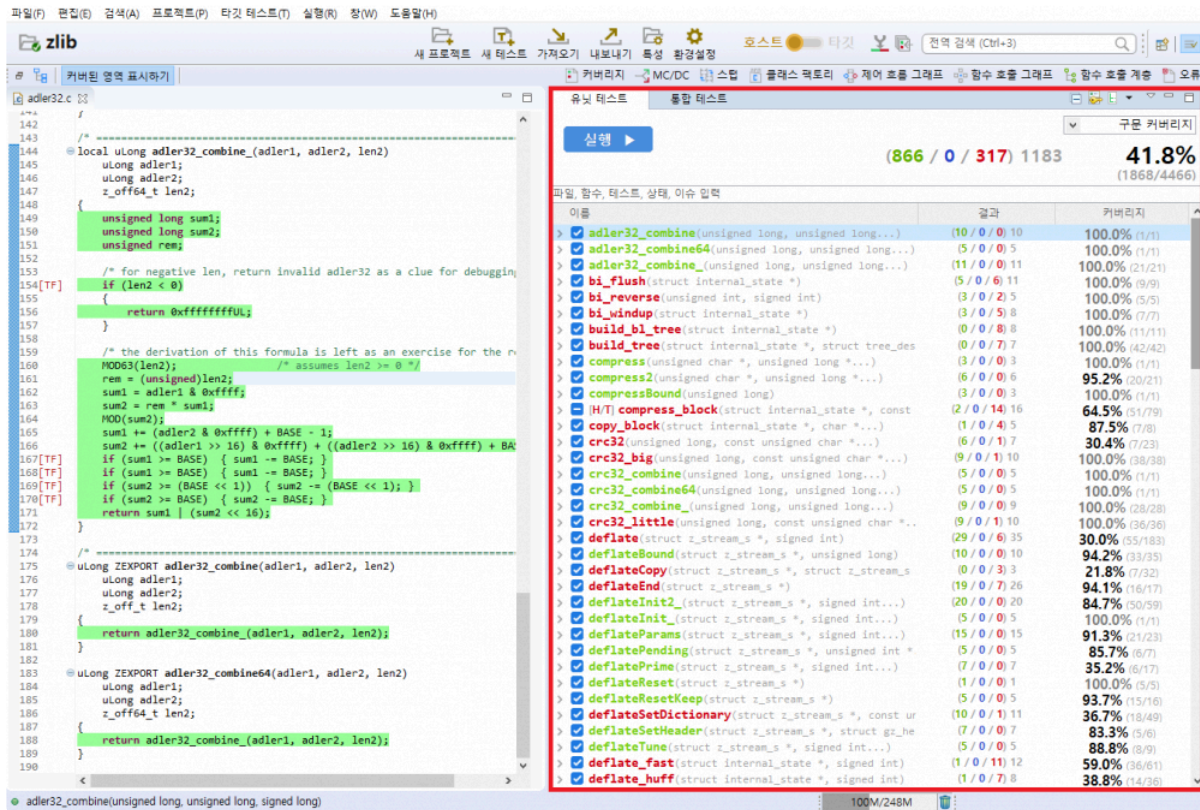 파일(F) 편집(E) 검색(A) 프로젝트(P) 타깃 테스트(T) 실행(R) 창(W) 도움말(H)
zlib
새 프로젝트 새 테스트 가져오기 내보내기 특성 환경설정
호스트 타깃
전역 검색 (Ctrl+3)
커버된 영역 표시하기
커버리지 MC/DC 스텁 클래스 팩토리 제어 흐름 그래프 함수 호출 그래프 함수 호출 계층 오류
adler32.c
141 }
142
143 /* ====
144 local uLong adler32_combine_(adler1, adler2, len2)
145 uLong adler1;
146 uLong adler2;
147 z_off64_t len2;
148 {
149 unsigned long sum1;
150 unsigned long sum2;
151 unsigned rem;
152
153 /* for negative len, return invalid adler32 as a clue for debugging
154[TF] if (len2 < 0)
155 {
156 return 0xffffffffUL;
157 }
158
159 /* the derivation of this formula is left as an exercise for the r
160 MOD63(len2); /* assumes len2 >= 0 */
161 rem = (unsigned)len2;
162 sum1 = adler1 & 0xffff;
163 sum2 = rem * sum1;
164 MOD(sum2);
165 sum1 += (adler2 & 0xffff) + BASE - 1;
166 sum2 += ((adler1 >> 16) & 0xffff) + ((adler2 >> 16) & 0xffff) + BAS
167[TF] if (sum1 >= BASE) { sum1 -= BASE; }
168[TF] if (sum1 >= BASE) { sum1 -= BASE; }
169[TF] if (sum2 >= (BASE << 1)) { sum2 -= (BASE << 1); }
170[TF] if (sum2 >= BASE) { sum2 -= BASE; }
171 return sum1 | (sum2 << 16);
172 }
173
174 /* ====
175 uLong ZEXPORT adler32_combine(adler1, adler2, len2)
176 uLong adler1;
177 uLong adler2;
178 z_off_t len2;
179 {
180 return adler32_combine_(adler1, adler2, len2);
181 }
182
183 uLong ZEXPORT adler32_combine64(adler1, adler2, len2)
184 uLong adler1;
185 uLong adler2;
186 z_off64_t len2;
187 {
188 return adler32_combine_(adler1, adler2, len2);
189 }
190
유닛 테스트 통합 테스트
실행
구문 커버리지
(866 / 0 / 317) 1183
41.8%
(1868/4466)
파일, 함수, 테스트, 상태, 이슈 입력
이름 결과 커버리지
adler32_combine(unsigned long, unsigned long...) (10 / 0 / 0) 10 100.0% (1/1)
adler32_combine64(unsigned long, unsigned long...) (5 / 0 / 0) 5 100.0% (1/1)
adler32_combine_(unsigned long, unsigned long...) (11 / 0 / 0) 11 100.0% (21/21)
bi_flush(struct internal_state *) (5 / 0 / 6) 11 100.0% (9/9)
bi_reverse(unsigned int, signed int) (3 / 0 / 2) 5 100.0% (5/5)
bi_windup(struct internal_state *) (3 / 0 / 5) 8 100.0% (7/7)
build_bl_tree(struct internal_state *) (0 / 0 / 8) 8 100.0% (11/11)
build_tree(struct internal_state *, struct tree_des (0 / 0 / 7) 7 100.0% (42/42)
compress(unsigned char *, unsigned long *...) (3 / 0 / 0) 3 100.0% (1/1)
compress2(unsigned char *, unsigned long *...) (6 / 0 / 0) 6 95.2% (20/21)
compressBound(unsigned long) (3 / 0 / 0) 3 100.0% (1/1)
[H/T] compress_block(struct internal_state *, const (2 / 0 / 14) 16 64.5% (51/79)
copy_block(struct internal_state *, char *...) (1 / 0 / 4) 5 87.5% (7/8)
crc32(unsigned long, const unsigned char *...) (6 / 0 / 1) 7 30.4% (7/23)
crc32_big(unsigned long, const unsigned char *...) (9 / 0 / 1) 10 100.0% (38/38)
crc32_combine(unsigned long, unsigned long...) (5 / 0 / 0) 5 100.0% (1/1)
crc32_combine64(unsigned long, unsigned long...) (5 / 0 / 0) 5 100.0% (1/1)
crc32_combine_(unsigned long, unsigned long...) (9 / 0 / 0) 9 100.0% (28/28)
crc32_little(unsigned long, const unsigned char *.. (9 / 0 / 1) 10 100.0% (36/36)
deflate(struct z_stream_s *, signed int) (29 / 0 / 6) 35 30.0% (55/183)
deflateBound(struct z_stream_s *, unsigned long) (10 / 0 / 0) 10 94.2% (33/35)
deflateCopy(struct z_stream_s *, struct z_stream_s (0 / 0 / 3) 3 21.8% (7/32)
deflateEnd(struct z_stream_s *) (19 / 0 / 7) 26 94.1% (16/17)
deflateInit2_(struct z_stream_s *, signed int...) (20 / 0 / 0) 20 84.7% (50/59)
deflateInit_(struct z_stream_s *, signed int...) (5 / 0 / 0) 5 100.0% (1/1)
deflateParams(struct z_stream_s *, signed int...) (15 / 0 / 0) 15 91.3% (21/23)
deflatePending(struct z_stream_s *, unsigned int * (5 / 0 / 0) 5 85.7% (6/7)
deflatePrime(struct z_stream_s *, signed int...) (7 / 0 / 0) 7 35.2% (6/17)
deflateReset(struct z_stream_s *) (1 / 0 / 0) 1 100.0% (5/5)
deflateResetKeep(struct z_stream_s *) (5 / 0 / 0) 5 93.7% (15/16)
deflateSetDictionary(struct z_stream_s *, const ur (10 / 0 / 1) 11 36.7% (18/49)
deflateSetHeader(struct z_stream_s *, struct gz_he (7 / 0 / 0) 7 83.3% (5/6)
deflateTune(struct z_stream_s *, signed int...) (5 / 0 / 0) 5 88.8% (8/9)
deflate_fast(struct internal_state *, signed int) (1 / 0 / 11) 12 59.0% (36/61)
deflate_huff(struct internal_state *, signed int) (1 / 0 / 7) 8 38.8% (14/36)
adler32_combine(unsigned long, unsigned long, signed long)
100M/248M